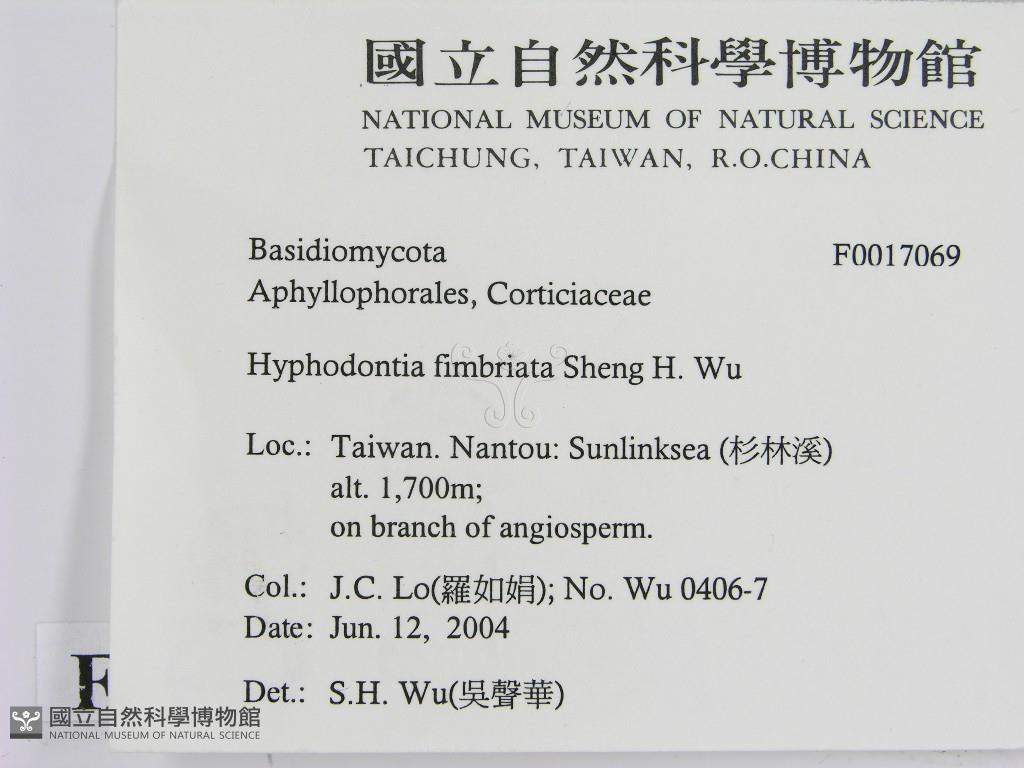 國立自然科學博物館
NATIONAL MUSEUM OF NATURAL SCIENCE
TAICHUNG, TAIWAN, R.O.CHINA
Basidiomycota F0017069
Aphyllophorales, Corticiaceae
Hyphodontia fimbriata Sheng H. Wu
Loc.: Taiwan. Nantou: Sunlinksea (杉林溪)
alt. 1,700m;
on branch of angiosperm.
Col.: J.C. Lo(羅如娟); No. Wu 0406-7
Date: Jun. 12, 2004
Det.: S.H. Wu(吳聲華)
F
國立自然科學博物館
NATIONAL MUSEUM OF NATURAL SCIENCE